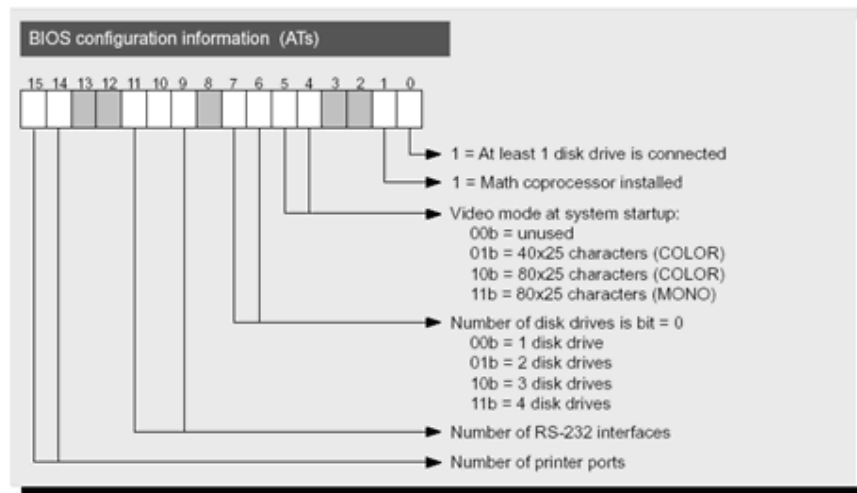 BIOS configuration information (ATs)
15 14 13 12 11 10 9 8 7 6 5 4 3 2 1 0
1 = At least 1 disk drive is connected
1 = Math coprocessor installed
Video mode at system startup:
00b = unused
01b = 40x25 characters (COLOR)
10b = 80x25 characters (COLOR)
11b = 80x25 characters (MONO)
Number of disk drives is bit = 0
00b = 1 disk drive
01b = 2 disk drives
10b = 3 disk drives
11b = 4 disk drives
Number of RS-232 interfaces
Number of printer ports